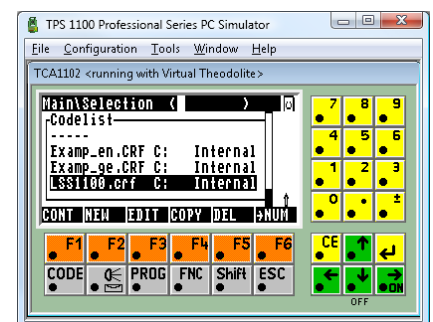 TPS 1100 Professional Series PC Simulator
File Configuration Tools Window Help
TCA1102 <running with Virtual Theodolite>
Main\Selection ( )
Codelist
-----
Examp_en.CRF C: Internal
Examp_ge.CRF C: Internal
LSS1100.crf C: Internal
CONT NEW EDIT COPY DEL →NUM
7 8 9
4 5 6
1 2 3
0 . ±
F1 F2 F3 F4 F5 F6
CE ↑ ↵
CODE PROG FNC Shift ESC
← ↓ → ON
OFF